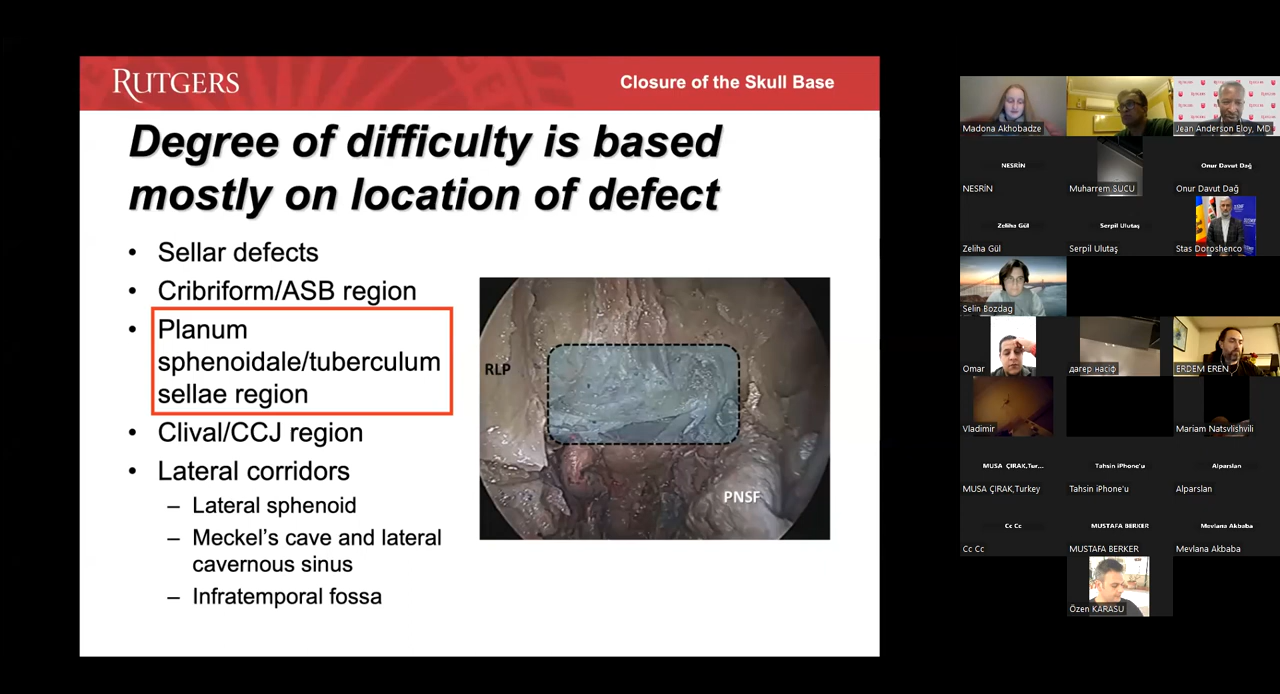 RUTGERS
Closure of the Skull Base
Degree of difficulty is based
mostly on location of defect
• Sellar defects
• Cribriform/ASB region
• Planum
sphenoidale/tuberculum
sellae region
• Clival/CCJ region
• Lateral corridors
– Lateral sphenoid
– Meckel's cave and lateral
cavernous sinus
– Infratemporal fossa
RLP
PNSF
Madona Akhobadze
Jean Anderson Eloy, MD
NESRİN
NESRİN
Muharrem SUCU
Onur Davut Dağ
Onur Davut Dağ
Zeliha Gül
Zeliha Gül
Serpil Ulutaş
Serpil Ulutaş
Stas Doroshenco
Selin Bozdag
Omar
дагер насіф
ERDEM EREN
Vladimir
Mariam Natsvlishvili
MUSA ÇIRAK,Tur...
MUSA ÇIRAK,Turkey
Tahsin iPhone'u
Tahsin iPhone'u
Alparslan
Alparslan
Cc Cc
Cc Cc
MUSTAFA BERKER
MUSTAFA BERKER
Mevlana Akbaba
Mevlana Akbaba
Özen KARASU